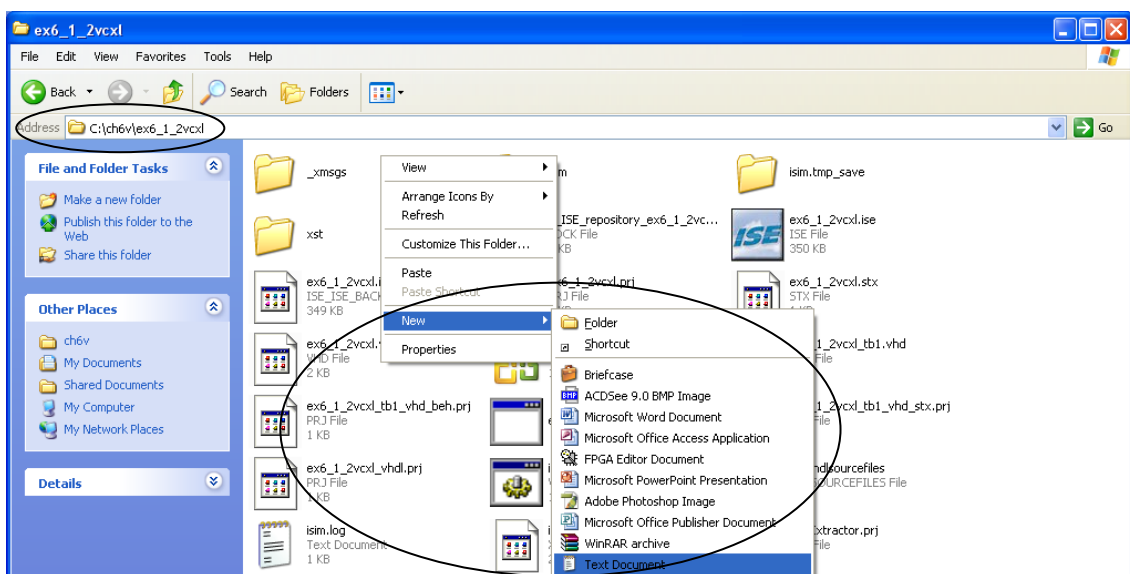 ex6_1_2vcxl
File Edit View Favorites Tools Help
Back Search Folders
Address C:\ch6v\ex6_1_2vcxl Go
File and Folder Tasks
Make a new folder
Publish this folder to the
Web
Share this folder
Other Places
ch6v
My Documents
Shared Documents
My Computer
My Network Places
Details
_xmsgs
isim.tmp_save
xst
_ISE_repository_ex6_1_2vc...
ex6_1_2vcxl.ise
ISE File
350 KB
ISE
349 KB
ex6_1_2vcxl.stx
STX File
2 KB
ex6_1_2vcxl_tb1_vhd_beh.prj
PRJ File
1 KB
ex6_1_2vcxl_vhdl.prj
PRJ File
1 KB
isim.log
Text Document
1 KB
View
Arrange Icons By
Refresh
Customize This Folder...
Paste
Paste Shortcut
New
Properties
Folder
Shortcut
Briefcase
BMP ACDSee 9.0 BMP Image
Microsoft Word Document
Microsoft Office Access Application
FPGA Editor Document
Microsoft PowerPoint Presentation
Adobe Photoshop Image
Microsoft Office Publisher Document
WinRAR archive
Text Document